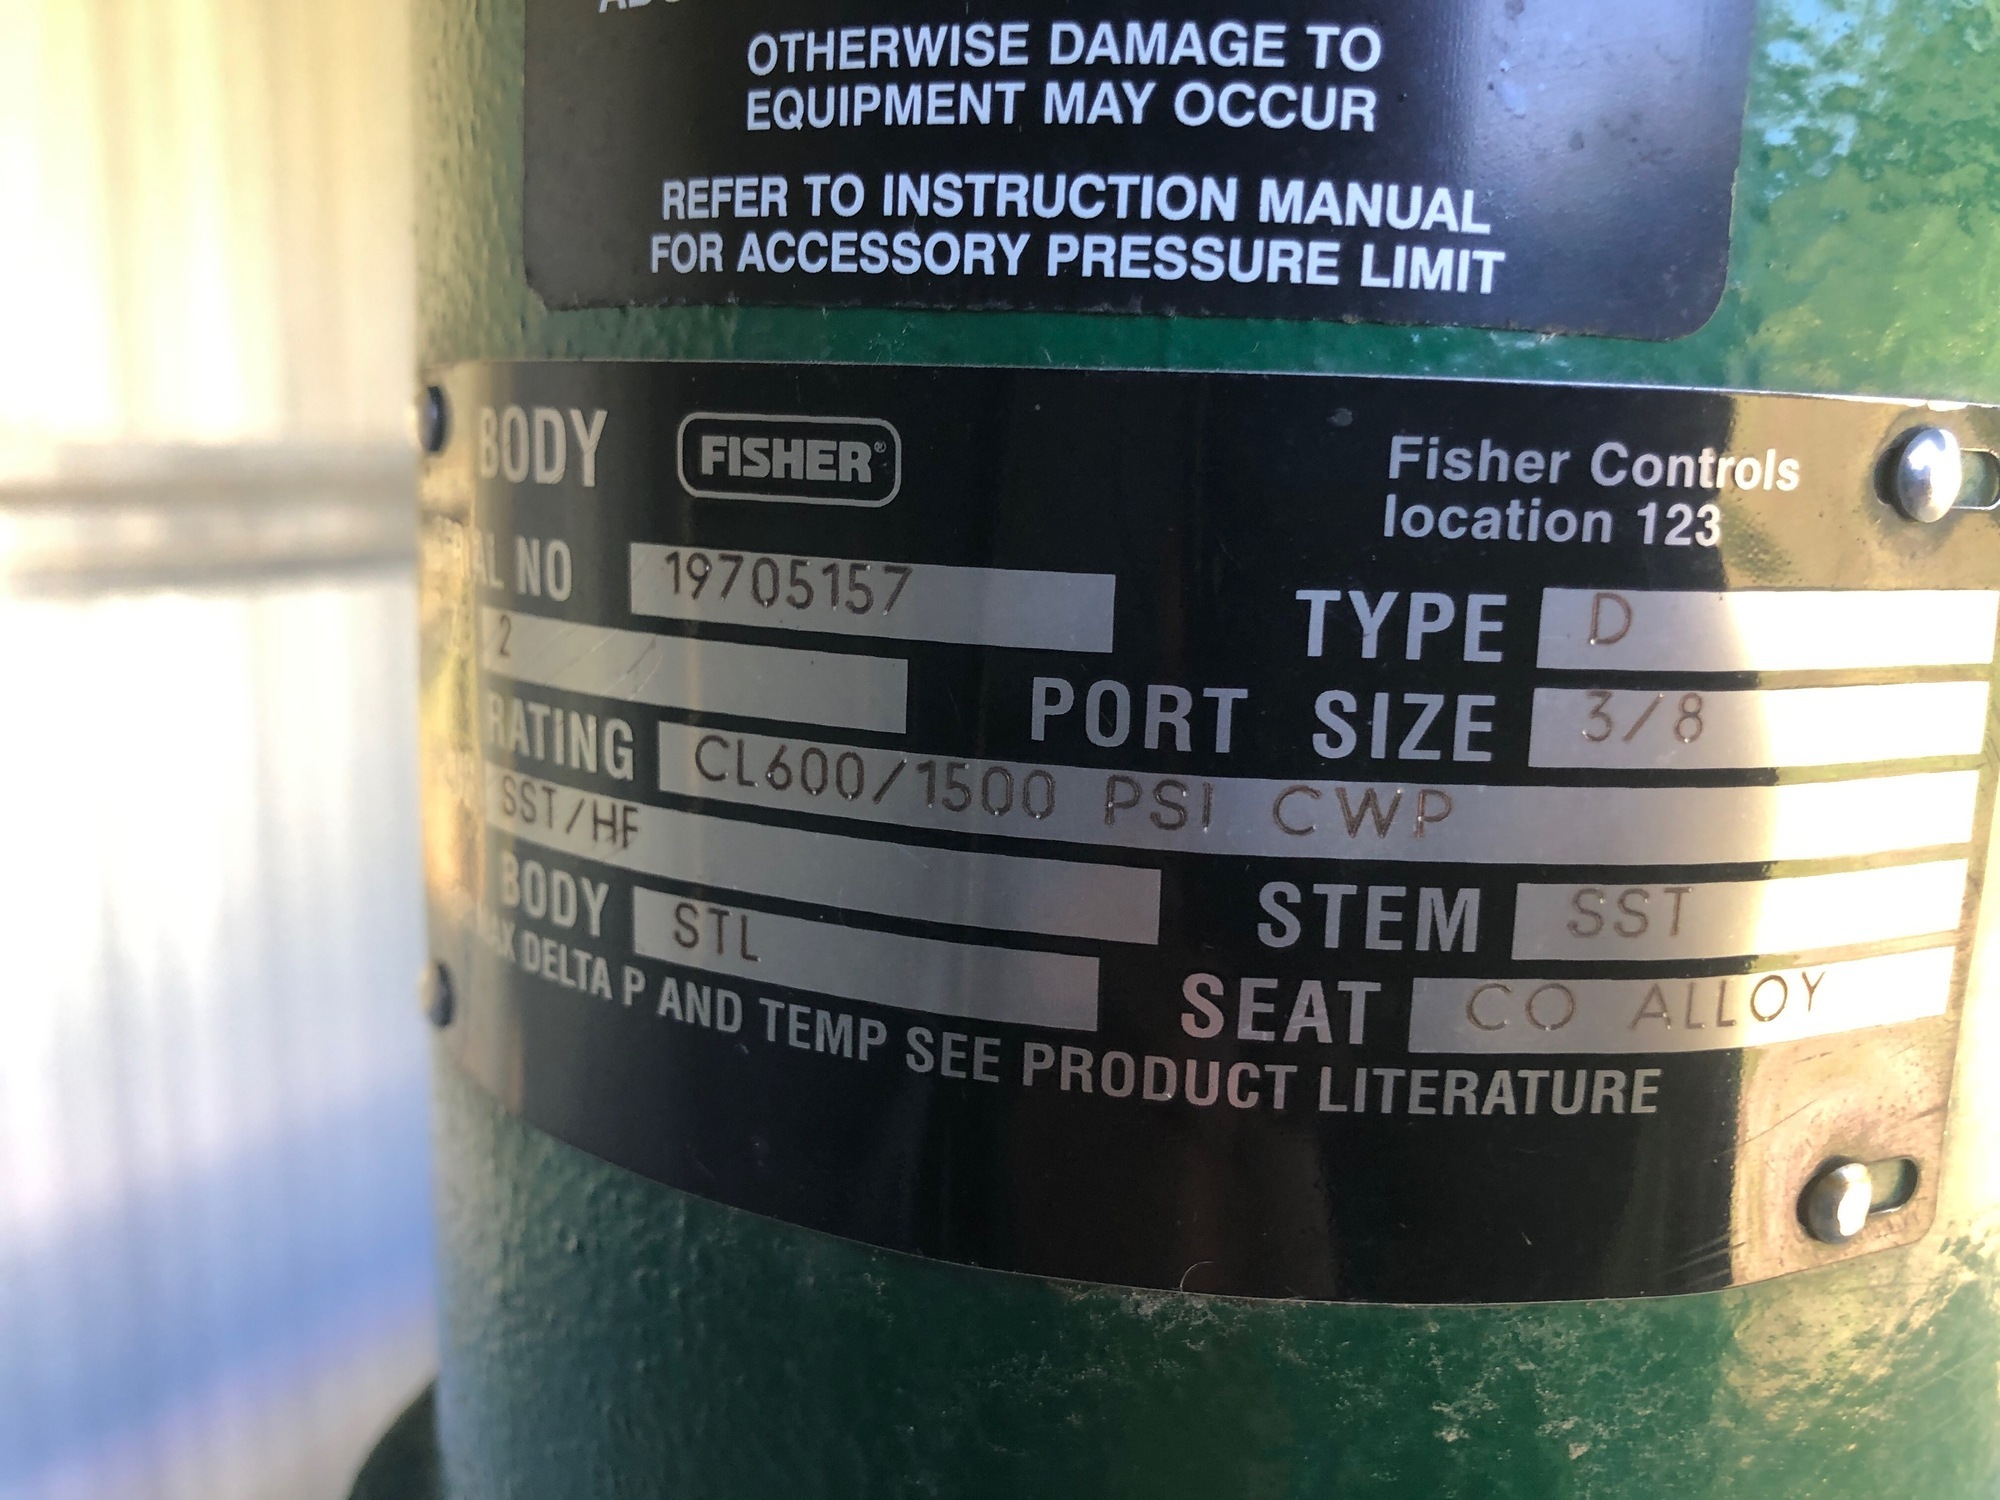 OTHERWISE DAMAGE TO
EQUIPMENT MAY OCCUR
REFER TO INSTRUCTION MANUAL
FOR ACCESSORY PRESSURE LIMIT
BODY FISHER®
Fisher Controls
location 123
AL NO 19705157 TYPE D
2 PORT SIZE 3/8
RATING CL600/1500 PSI CWP
SST/HF STEM SST
BODY STL SEAT CO ALLOY
MAX DELTA P AND TEMP SEE PRODUCT LITERATURE